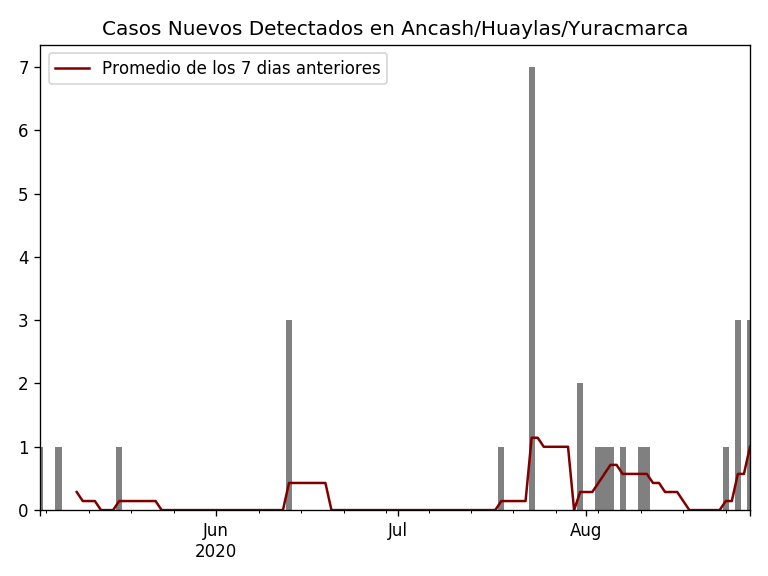 Casos Nuevos Detectados en Ancash/Huaylas/Yuracmarca
Promedio de los 7 dias anteriores
7
6
5
4
3
2
1
0
Jun
2020
Jul
Aug